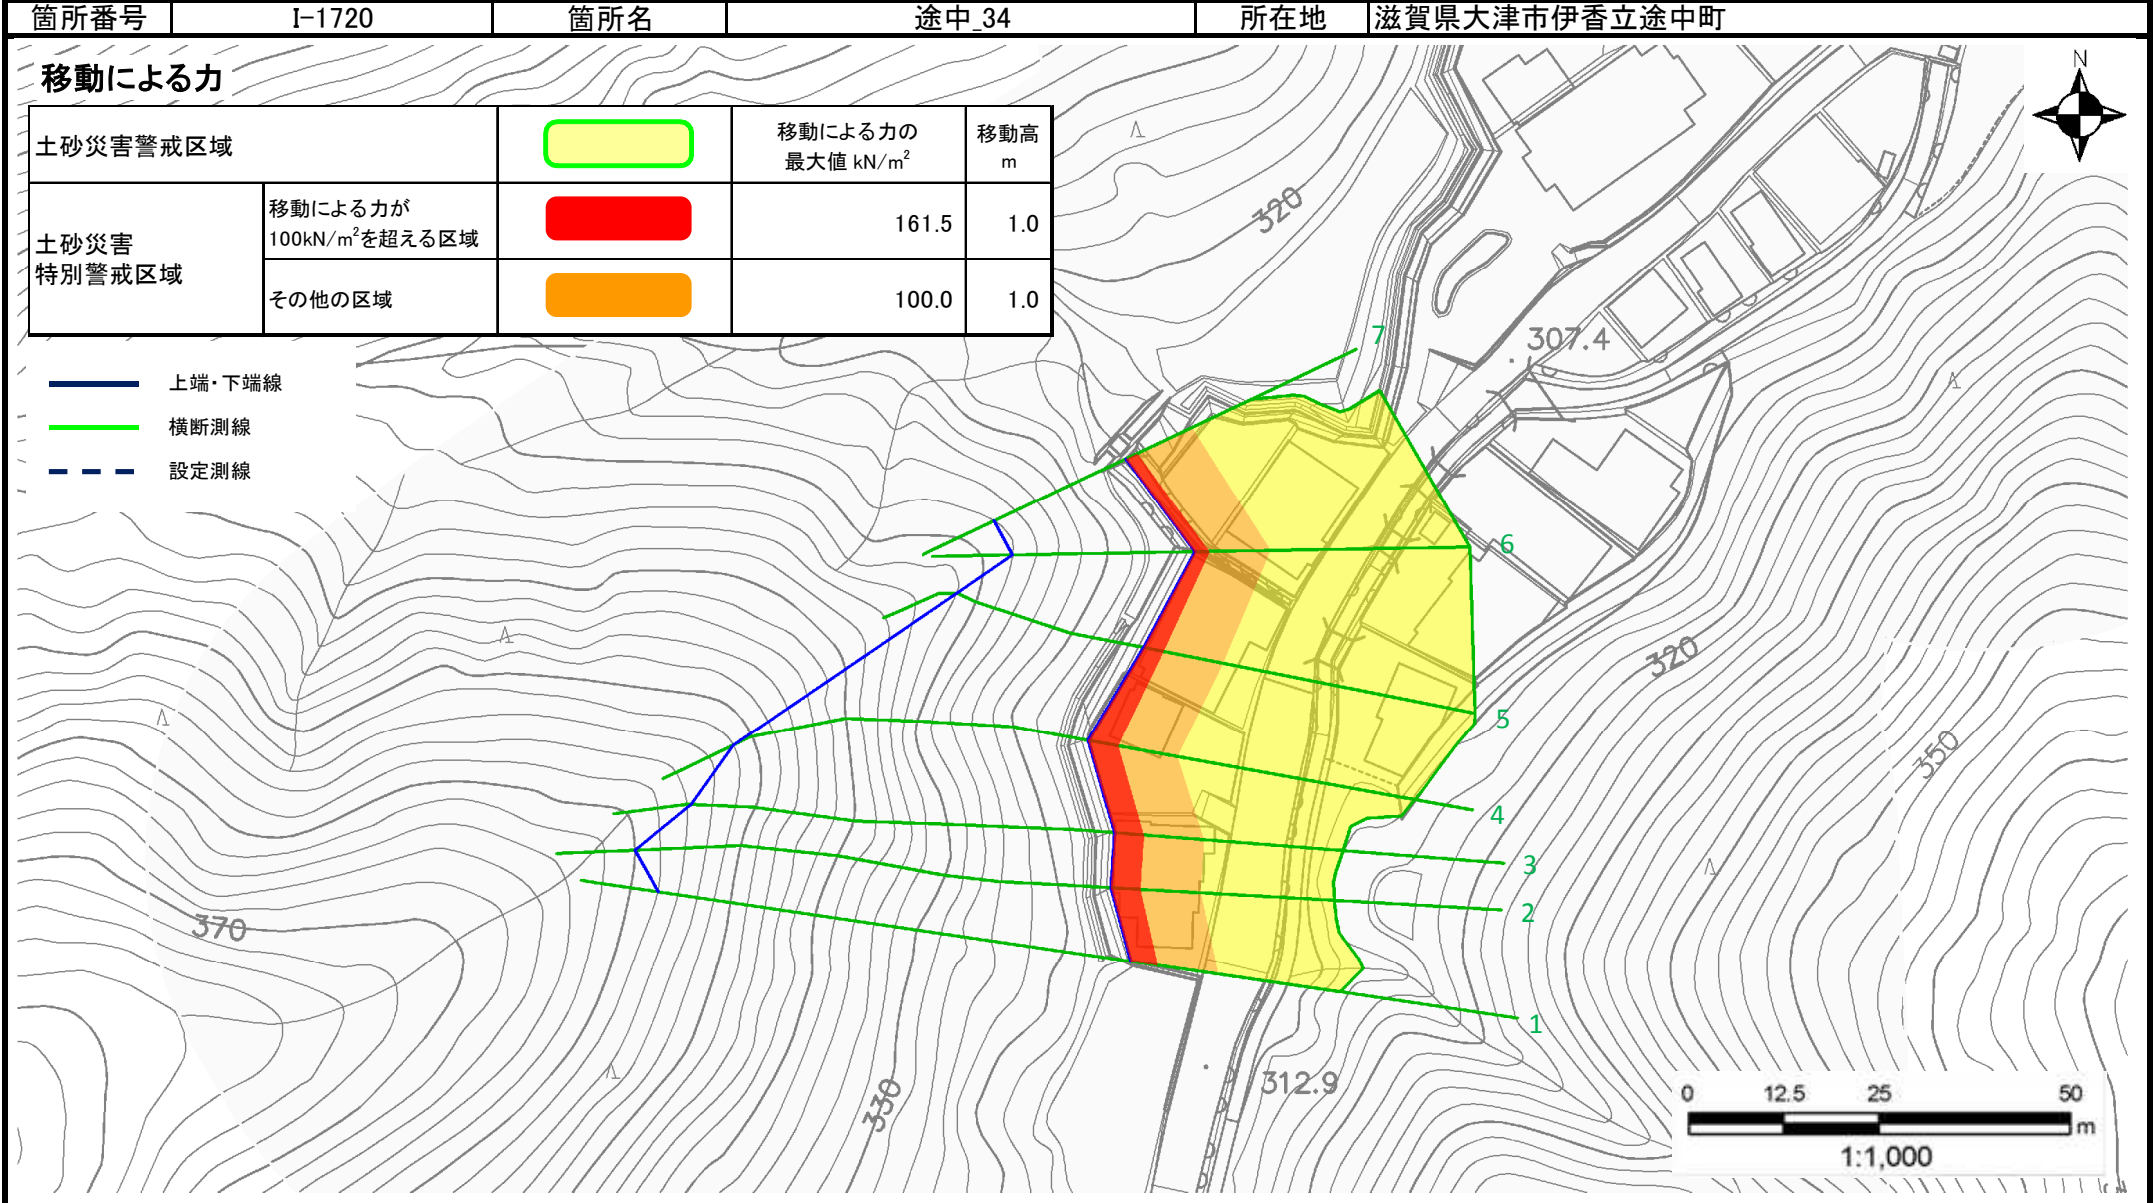 箇所番号 I-1720 箇所名 途中_34 所在地 滋賀県大津市伊香立途中町
移動による力
土砂災害警戒区域
移動による力の
最大値 kN/m²
移動高
m
土砂災害
特別警戒区域
移動による力が
100kN/m²を超える区域
161.5 1.0
その他の区域
100.0 1.0
上端・下端線
横断測線
設定測線
N
320
307.4
7
6
5
4
3
2
1
320
350
370
330
312.9
0 12.5 25 50
m
1:1,000